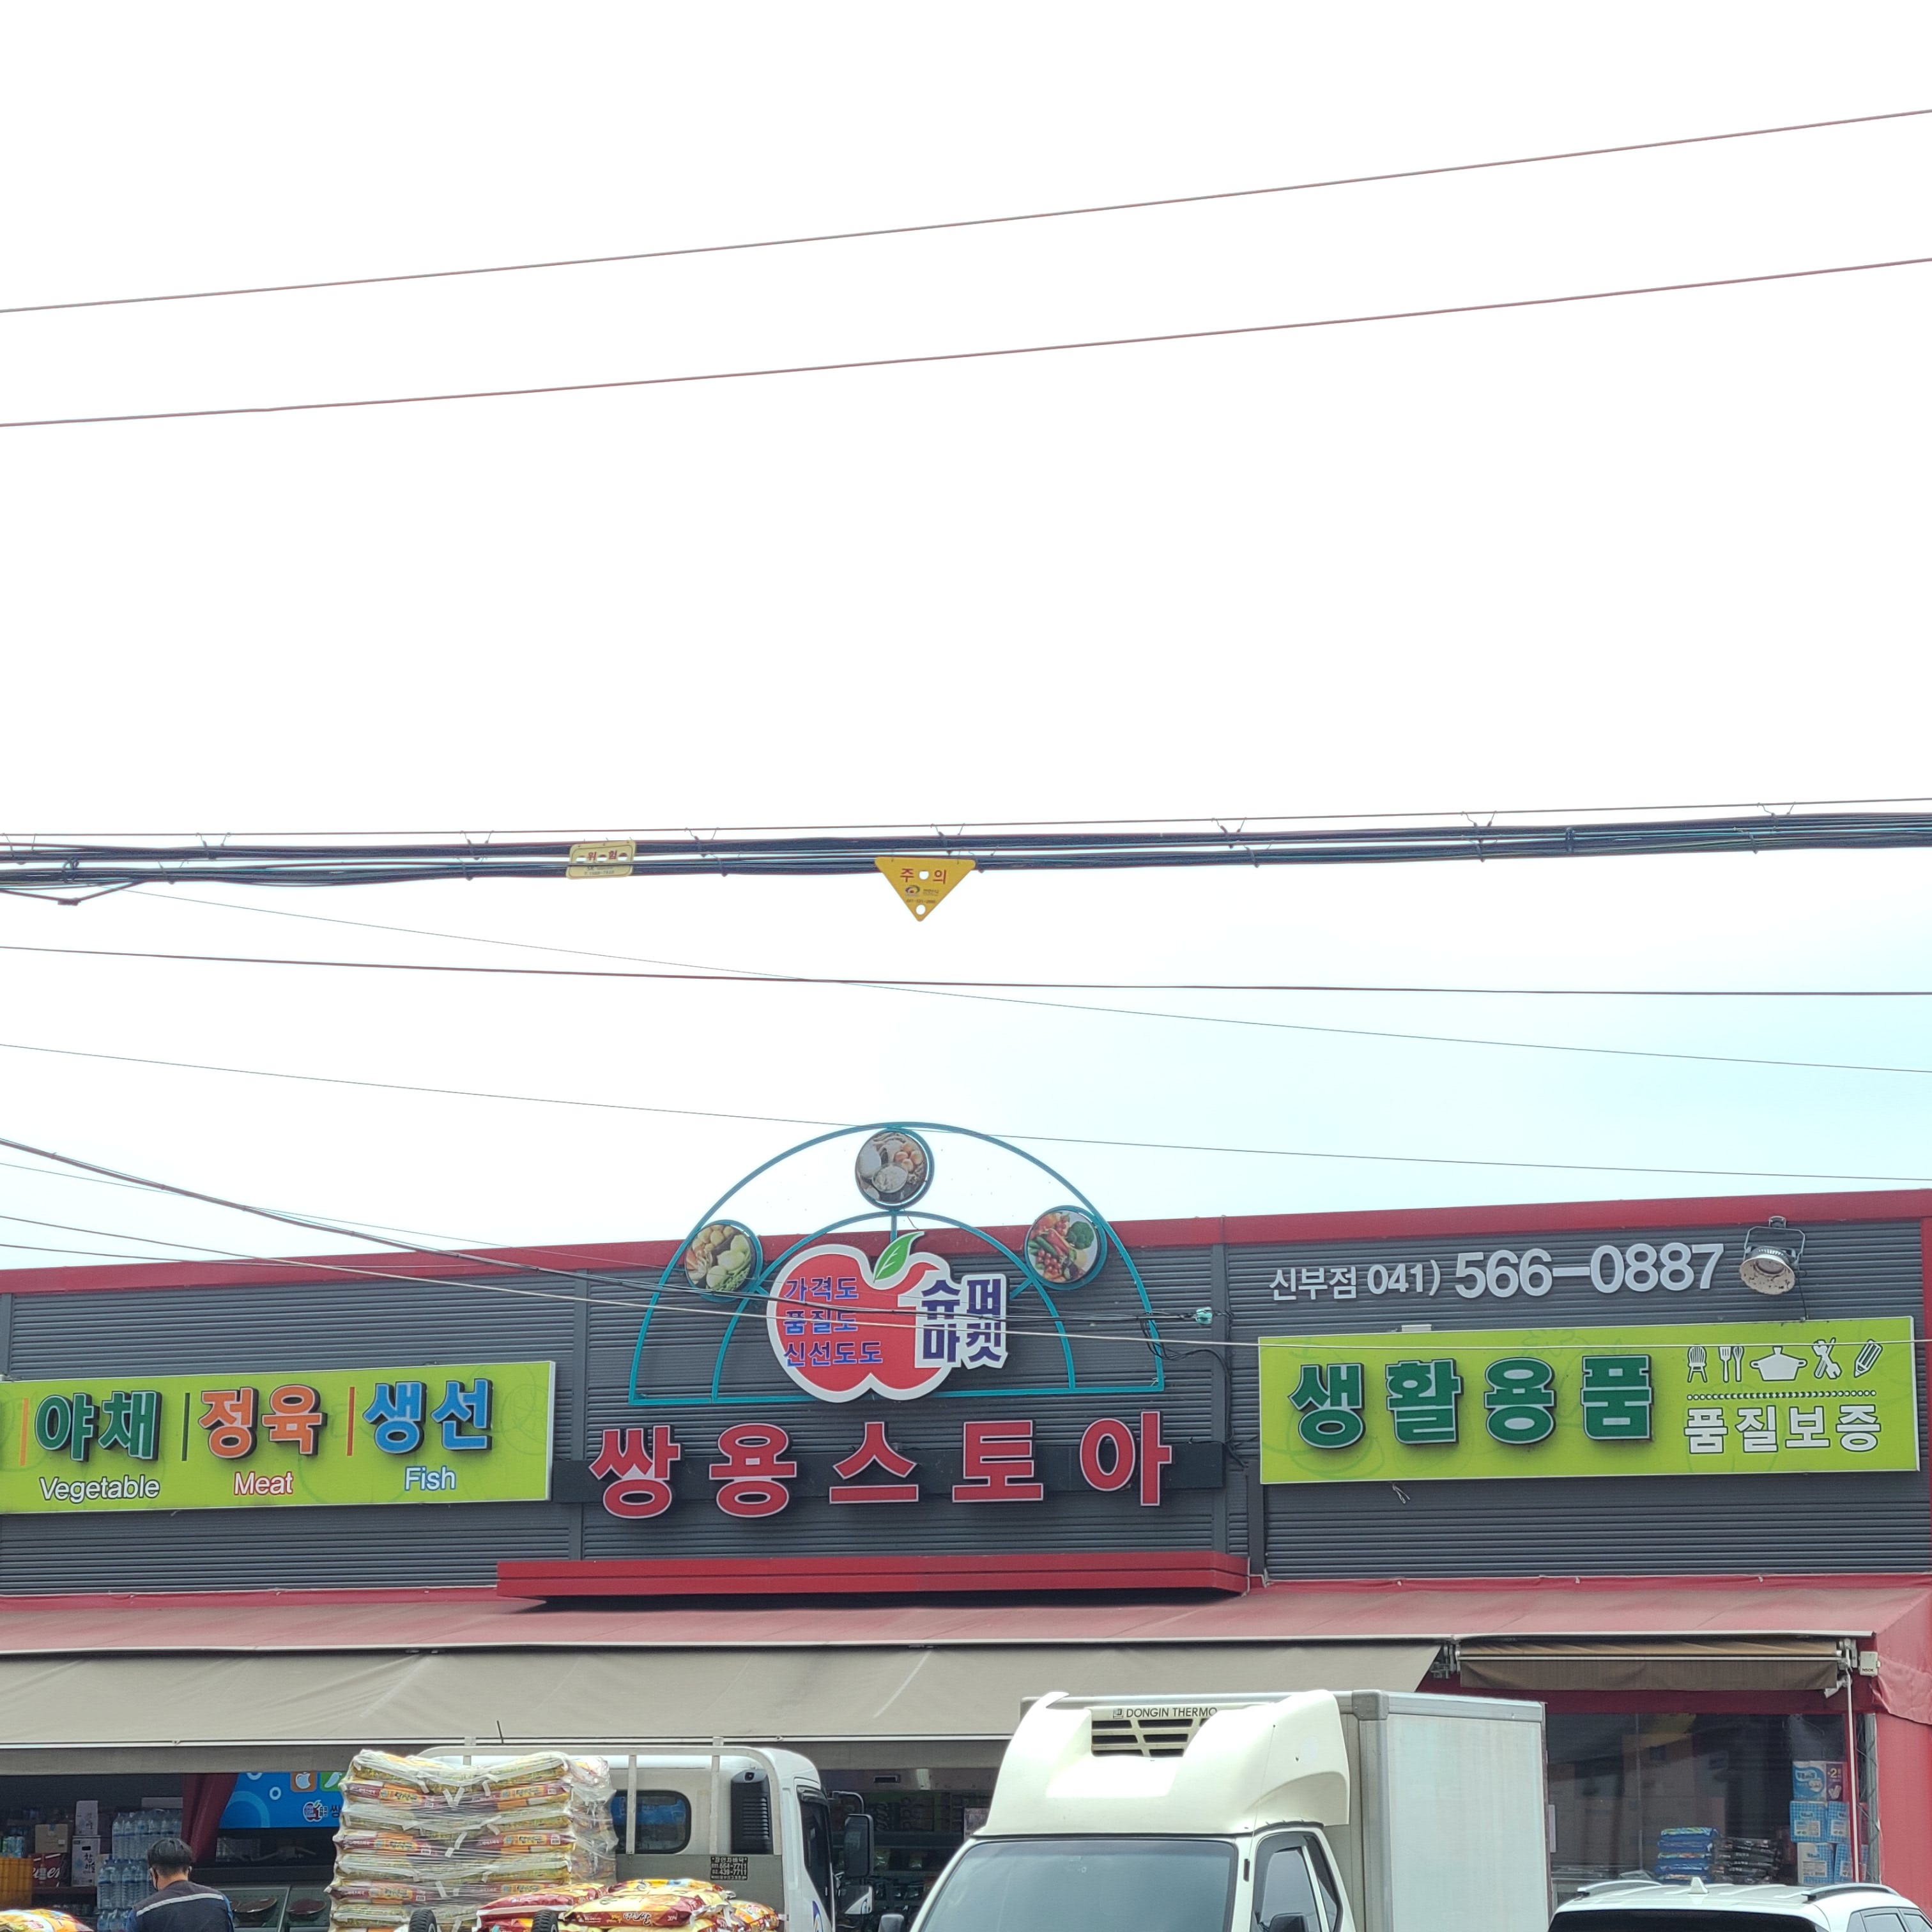 위험
주의
가격도
품질도
신선도도
슈퍼
마켓
신부점 041) 566-0887
야채 정육 생선
Vegetable Meat Fish
쌍용스토아
생활용품
품질보증
DONGIN THERMO